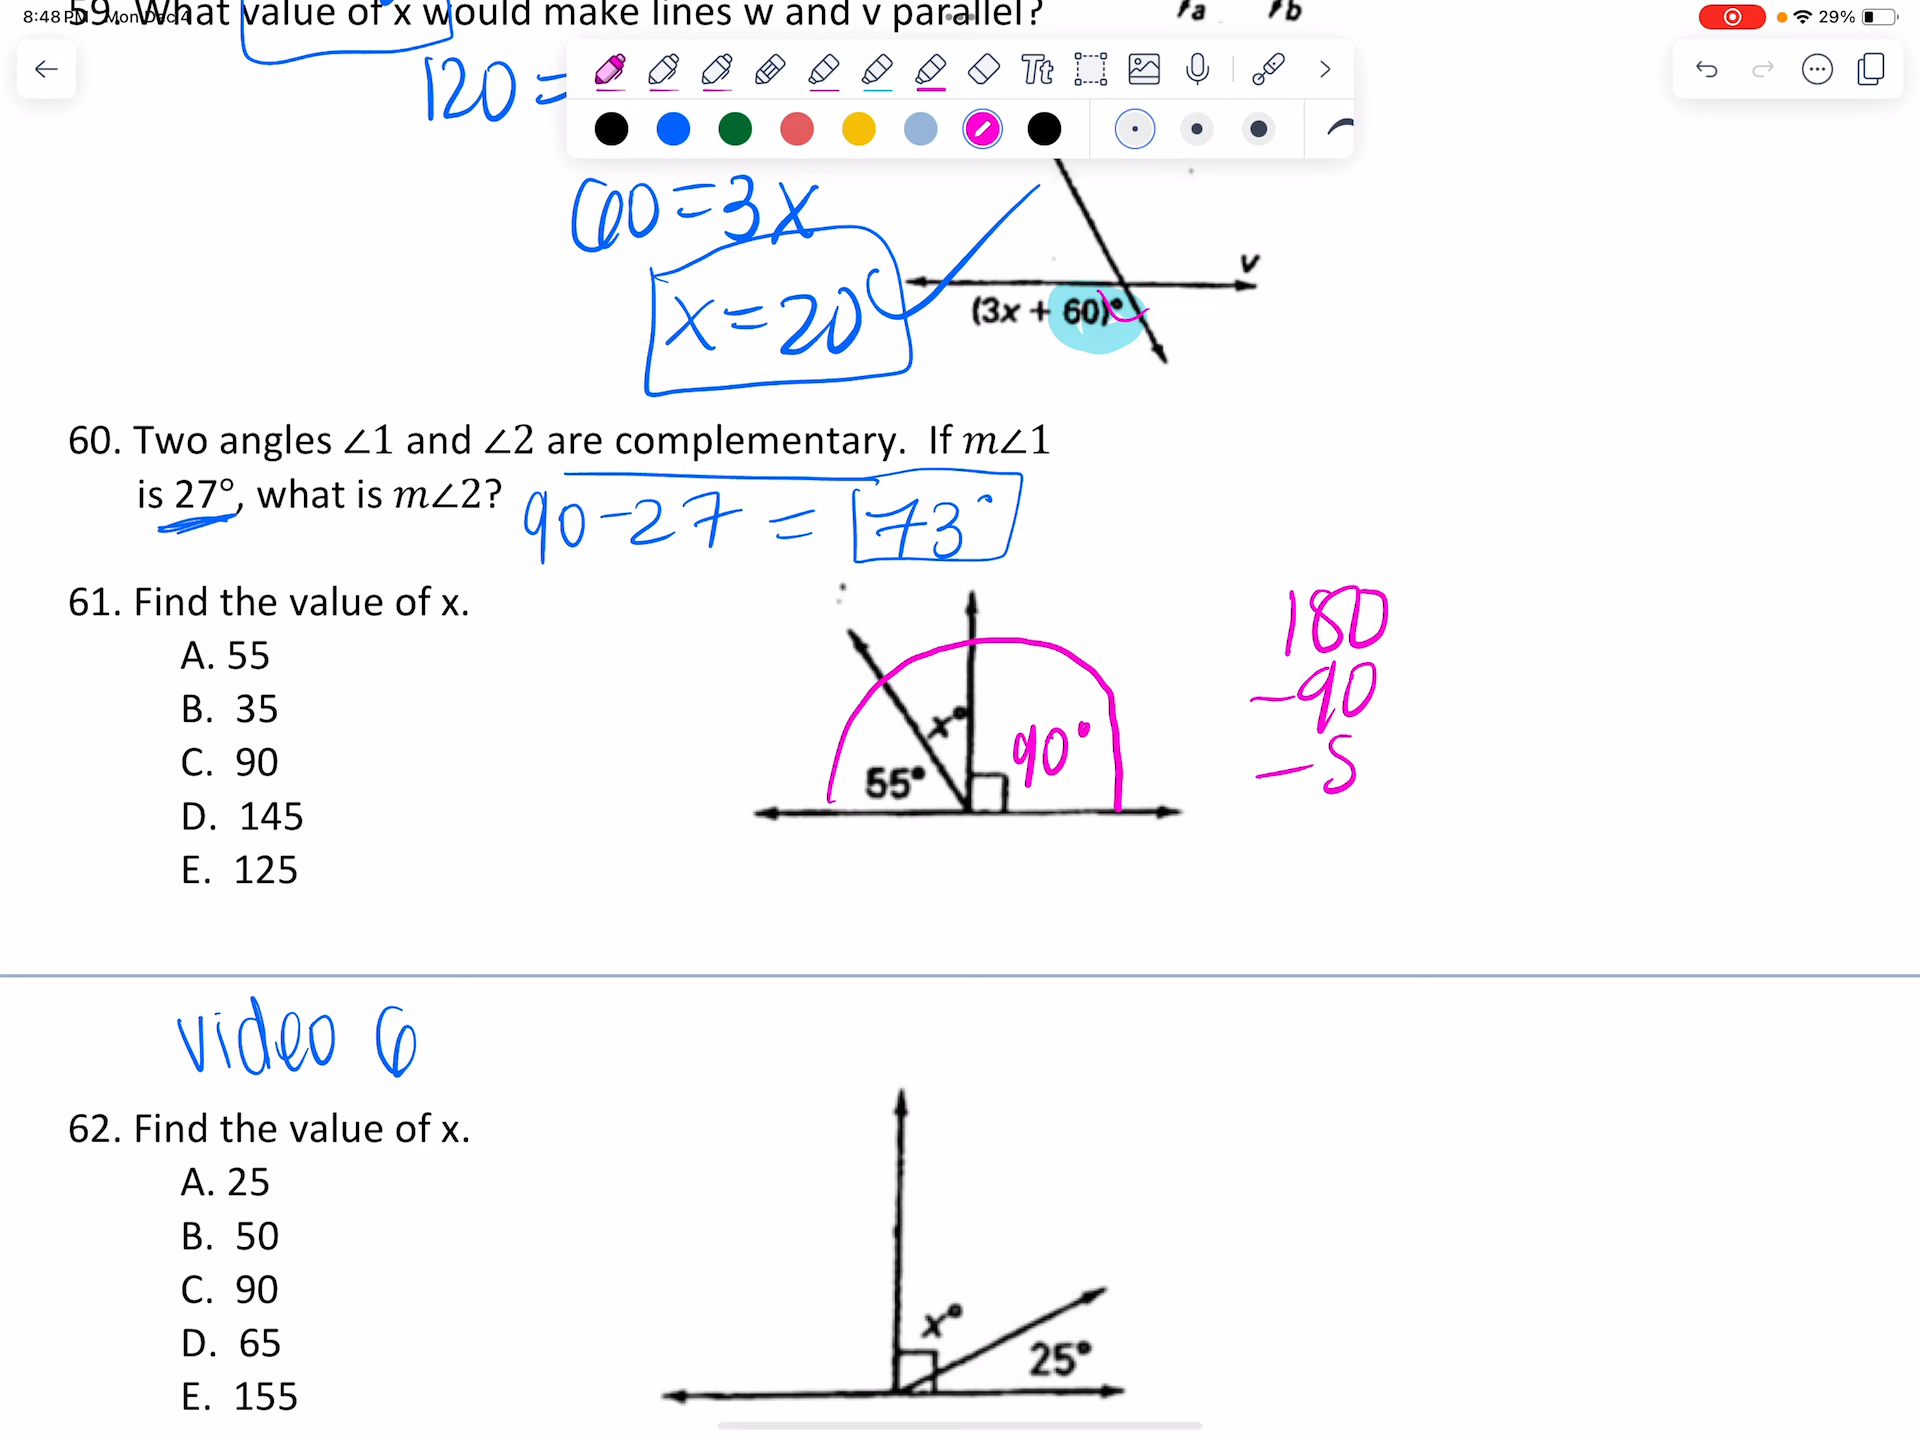 8:48 PM Mon Dec 4
29%
59. What value of x would make lines w and v parallel?
a b
120 =
Tt
60 = 3x
x = 20
v
(3x + 60)°
60. Two angles ∠1 and ∠2 are complementary. If m∠1
is 27°, what is m∠2?
90 - 27 = 73°
61. Find the value of x.
A. 55
B. 35
C. 90
D. 145
E. 125
x°
55°
90°
180
- 90
- 5
video 6
62. Find the value of x.
A. 25
B. 50
C. 90
D. 65
E. 155
x°
25°